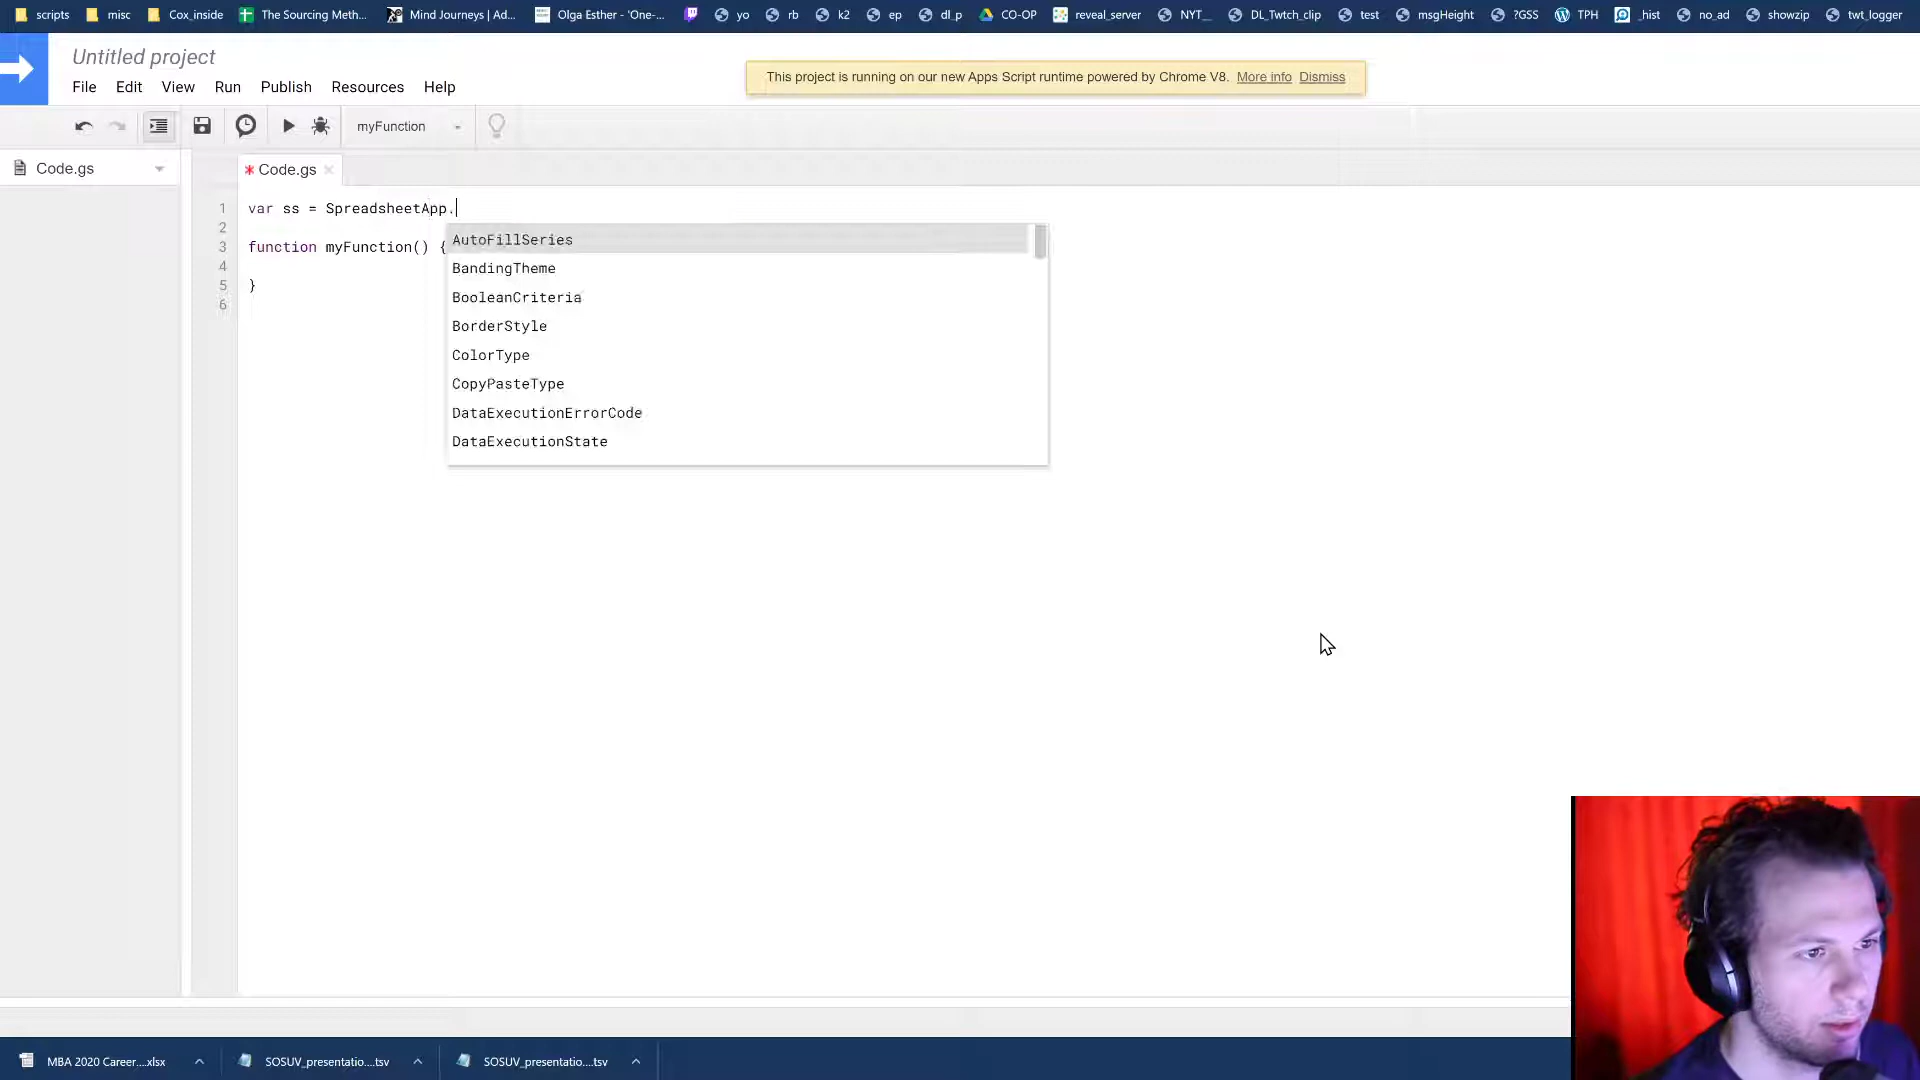 scripts misc Cox_inside The Sourcing Meth... Mind Journeys | Ad... Olga Esther - 'One-... yo rb k2 ep dl_p CO-OP reveal_server NYT__ DL_Twtch_clip test msgHeight ?GSS TPH _hist no_ad showzip twt_logger
Untitled project
This project is running on our new Apps Script runtime powered by Chrome V8. More info Dismiss
File Edit View Run Publish Resources Help
myFunction
Code.gs
* Code.gs ×
1 var ss = SpreadsheetApp.
2
3 function myFunction() {
4
5 }
6
AutoFillSeries
BandingTheme
BooleanCriteria
BorderStyle
ColorType
CopyPasteType
DataExecutionErrorCode
DataExecutionState
MBA 2020 Career....xlsx SOSUV_presentatio....tsv SOSUV_presentatio....tsv